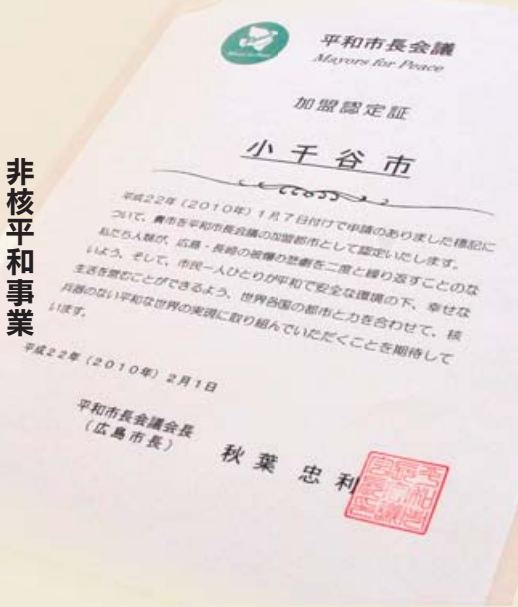 平和市長会議
Mayors for Peace
加盟認定証
小千谷市
平成22年（2010年）1月7日付けで申請のありました標記に
ついて、貴市を平和市長会議の加盟都市として認定いたします。
私たち人類が、広島・長崎の被爆の悲劇を二度と繰り返すことのな
いよう、そして、市民一人ひとりが平和で安全な環境の下、幸せな
生活を営むことができるよう、世界各国の都市と力を合わせて、核
兵器のない平和な世界の実現に取り組んでいただくことを期待して
います。
平成22年（2010年）2月1日
平和市長会議会長
（広島市長）
秋葉 忠利
非核平和事業